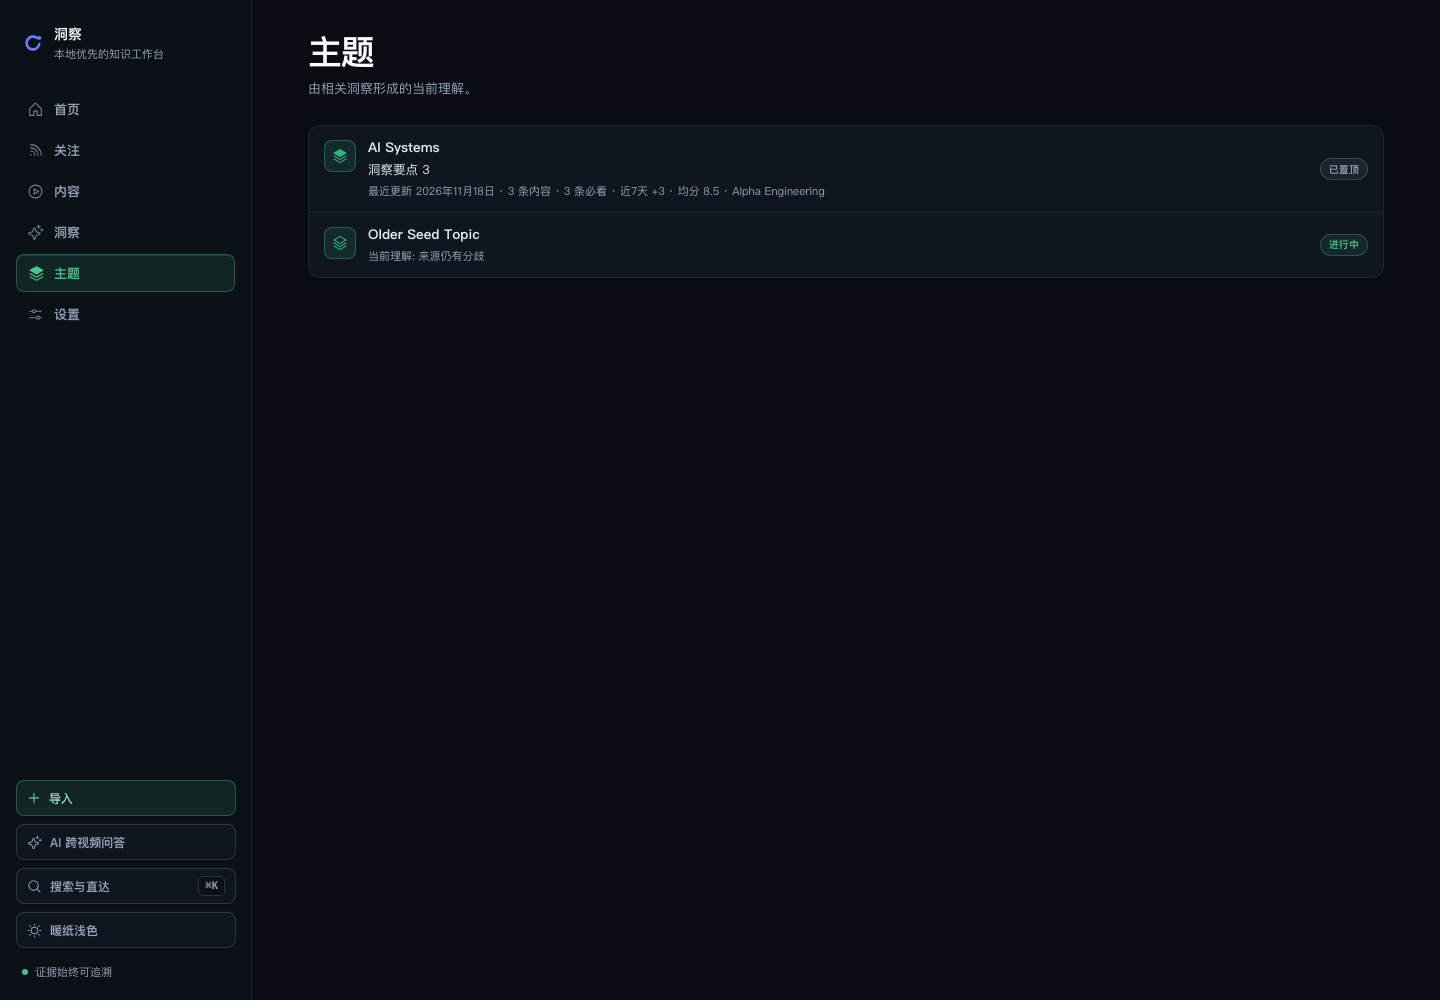 洞察
本地优先的知识工作台
首页
关注
内容
洞察
主题
设置
导入
AI 跨视频问答
搜索与直达 ⌘K
暖纸浅色
证据始终可追溯
主题
由相关洞察形成的当前理解。
AI Systems
洞察要点 3
最近更新 2026年11月18日 · 3 条内容 · 3 条必看 · 近7天 +3 · 均分 8.5 · Alpha Engineering
已置顶
Older Seed Topic
当前理解: 来源仍有分歧
进行中